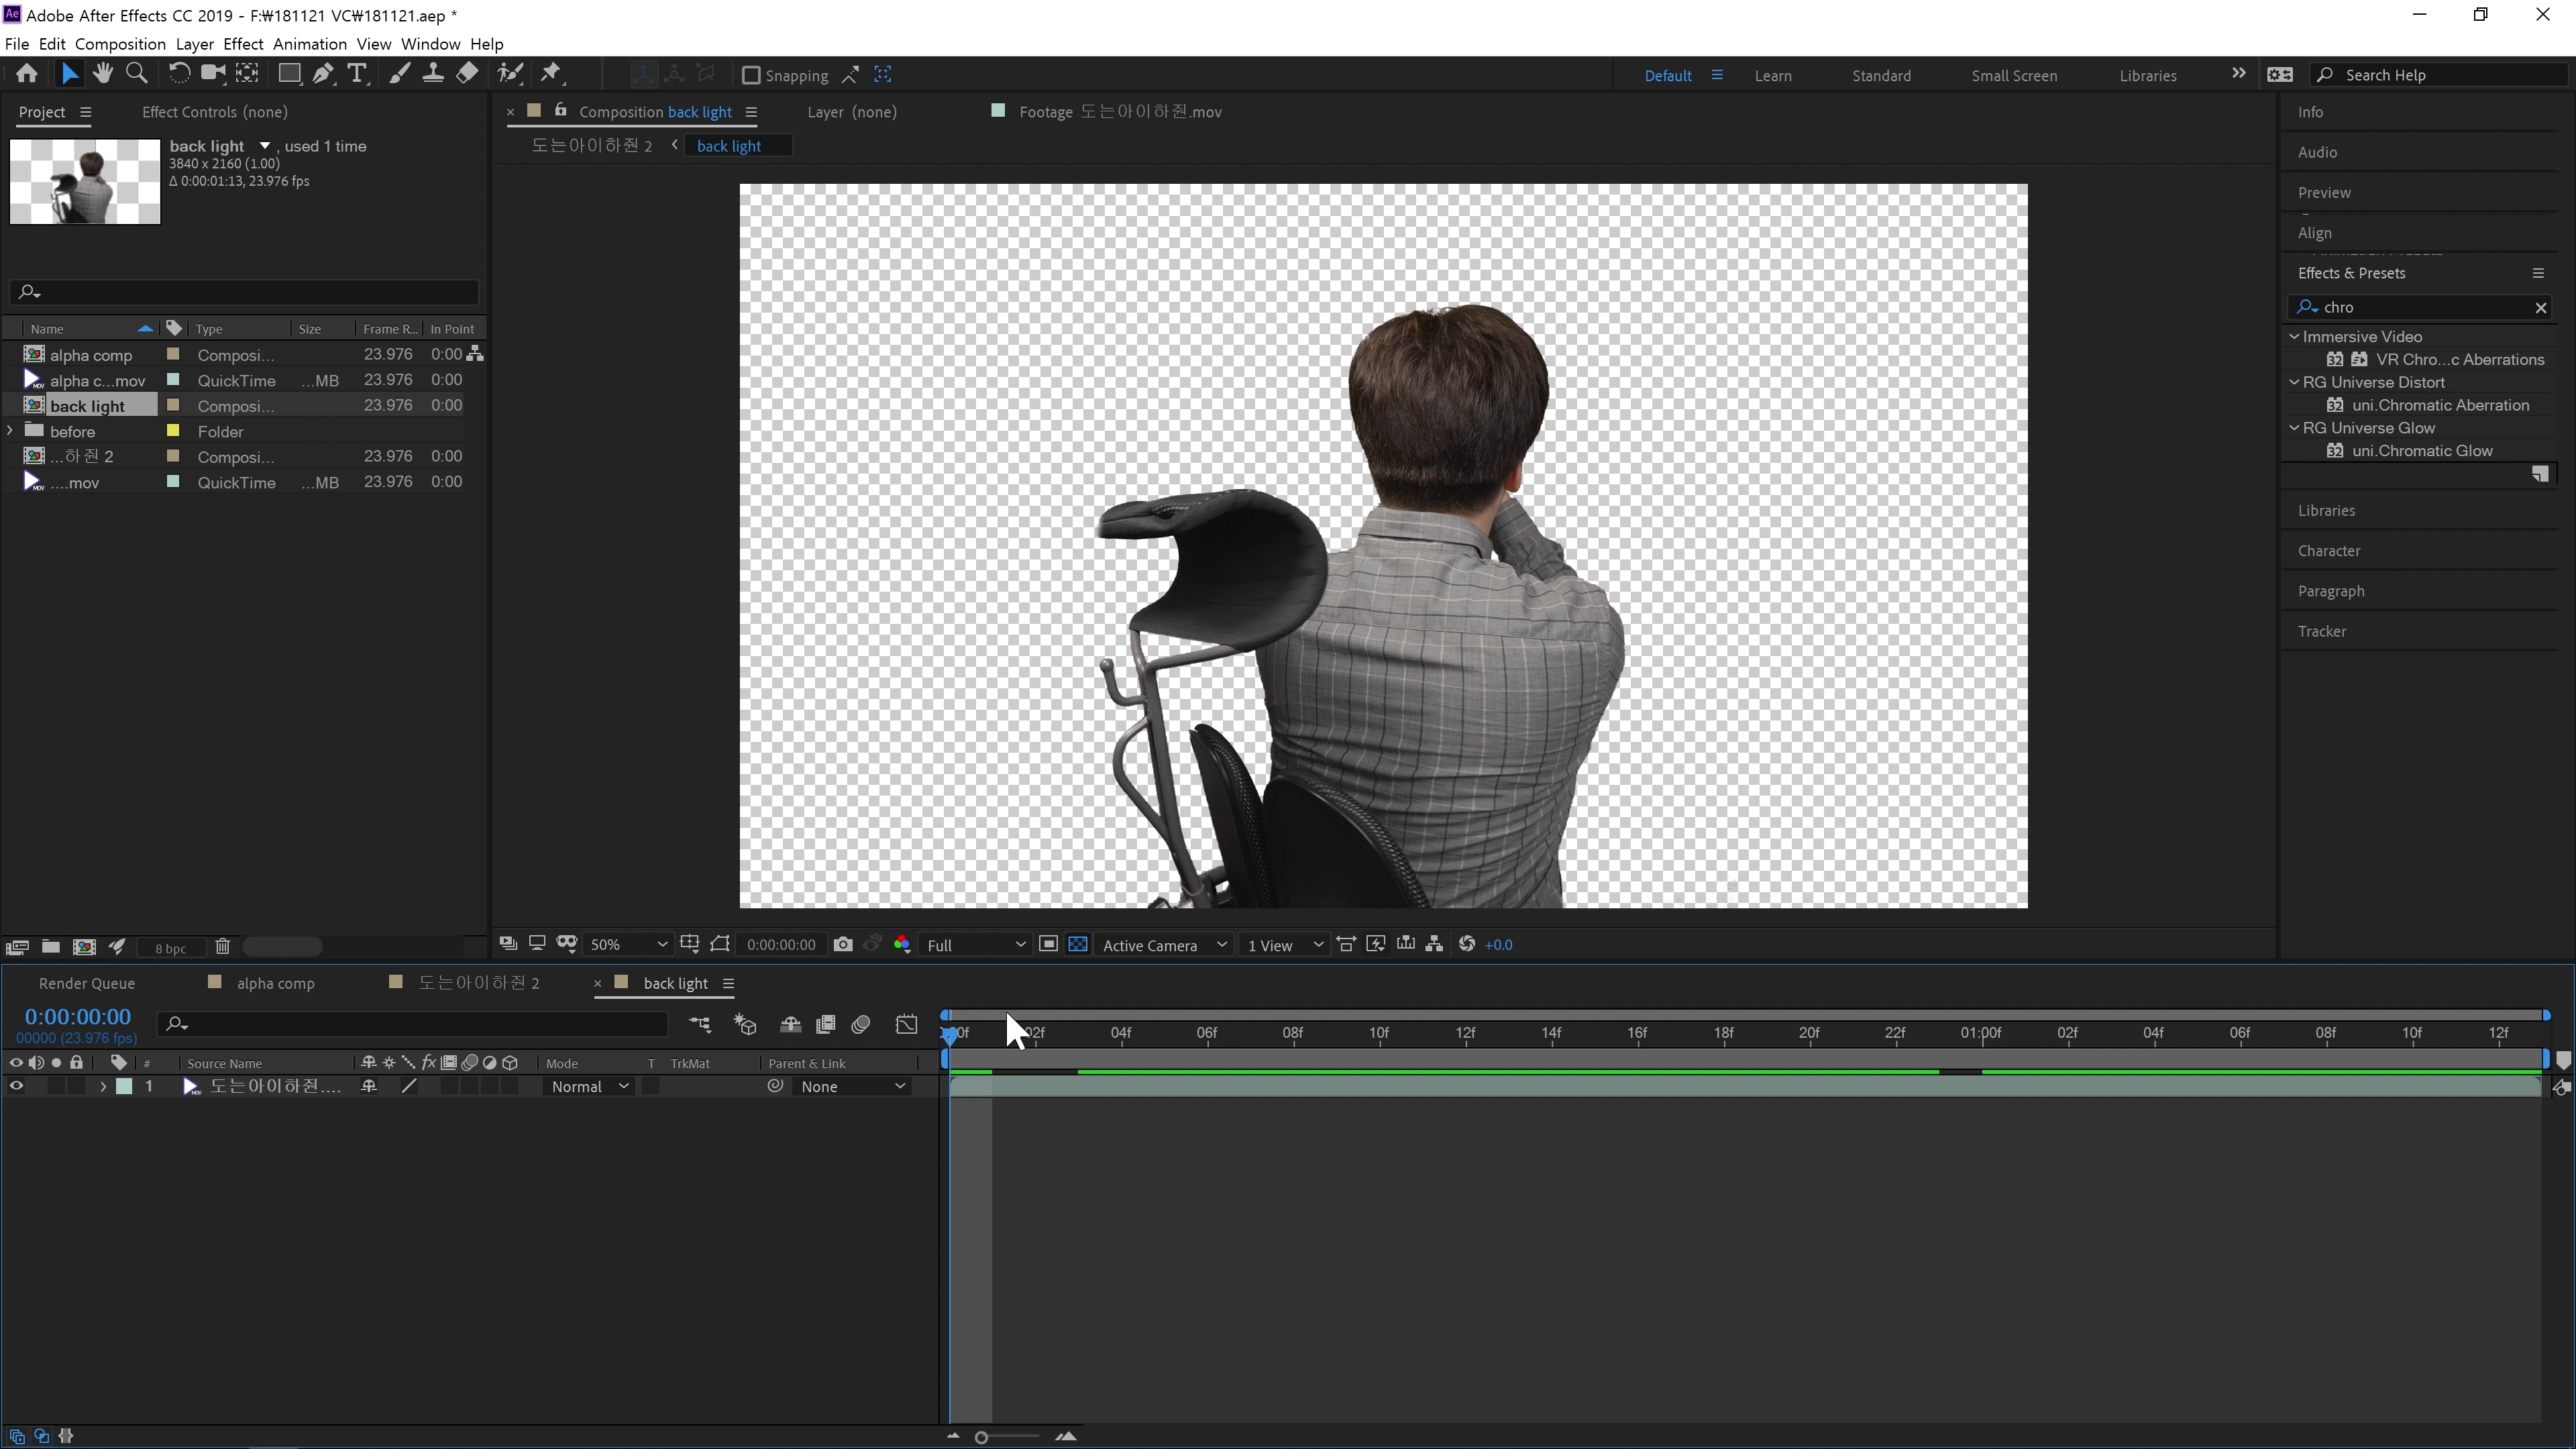 Adobe After Effects CC 2019 - F:₩181121 VC₩181121.aep *
File Edit Composition Layer Effect Animation View Window Help
Snapping
Default
Learn
Standard
Small Screen
Libraries
Search Help
Project
Effect Controls (none)
Composition back light
Layer (none)
Footage 도는아이하줜.mov
back light , used 1 time
3840 x 2160 (1.00)
Δ 0:00:01:13, 23.976 fps
도는아이하줜 2
back light
Name Type Size Frame R... In Point
alpha comp Composi... 23.976 0:00
alpha c...mov QuickTime ...MB 23.976 0:00
back light Composi... 23.976 0:00
before Folder
...하줜 2 Composi... 23.976 0:00
....mov QuickTime ...MB 23.976 0:00
Info
Audio
Preview
Align
Effects & Presets
chro
Immersive Video
32 VR Chro...c Aberrations
RG Universe Distort
32 uni.Chromatic Aberration
RG Universe Glow
32 uni.Chromatic Glow
Libraries
Character
Paragraph
Tracker
8 bpc
50% 0:00:00:00 Full Active Camera 1 View +0.0
Render Queue
alpha comp
도는아이하줜 2
back light
0:00:00:00
00000 (23.976 fps)
02f 04f 06f 08f 10f 12f 14f 16f 18f 20f 22f 01:00f 02f 04f 06f 08f 10f 12f
# Source Name fx Mode T TrkMat Parent & Link
1 도는아이하줜.... Normal None